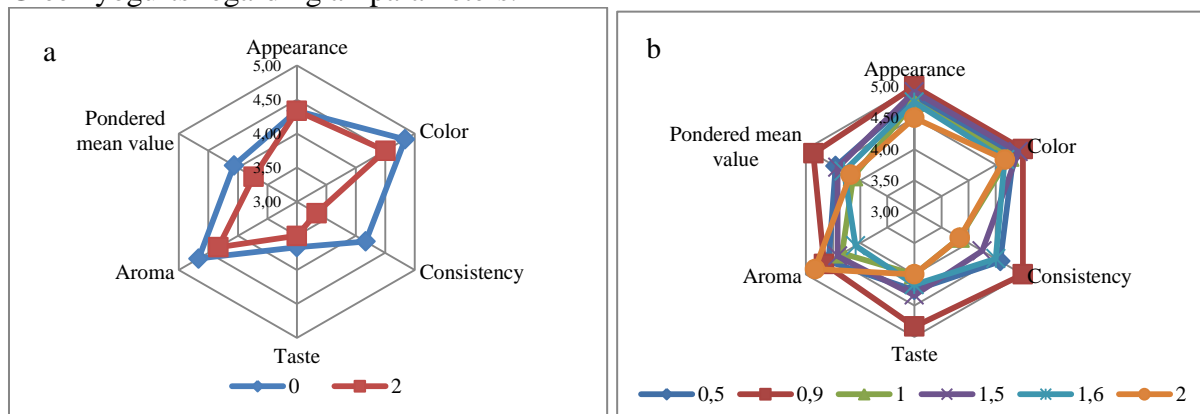 Greek yogurts regarding all parameters.
a
Appearance
5,00
4,50
4,00
3,50
3,00
Color
Consistency
Taste
Aroma
Pondered
mean value
0
2
b
Appearance
5,00
4,50
4,00
3,50
3,00
Color
Consistency
Taste
Aroma
Pondered mean
value
0,5
0,9
1
1,5
1,6
2